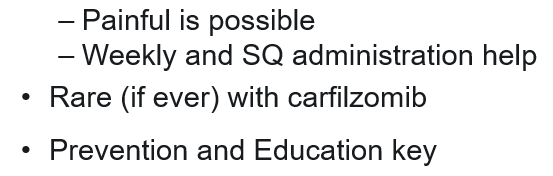 – Painful is possible
– Weekly and SQ administration help
• Rare (if ever) with carfilzomib
• Prevention and Education key